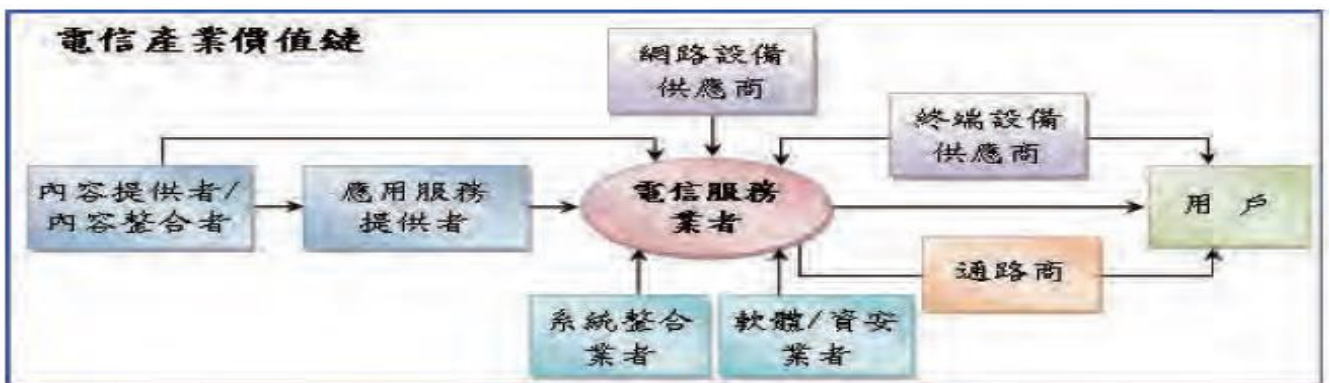 電信產業價值鏈
網路設備
供應商
終端設備
供應商
內容提供者/
內容整合者
應用服務
提供者
電信服務
業者
用戶
通路商
系統整合
業者
軟體/資安
業者